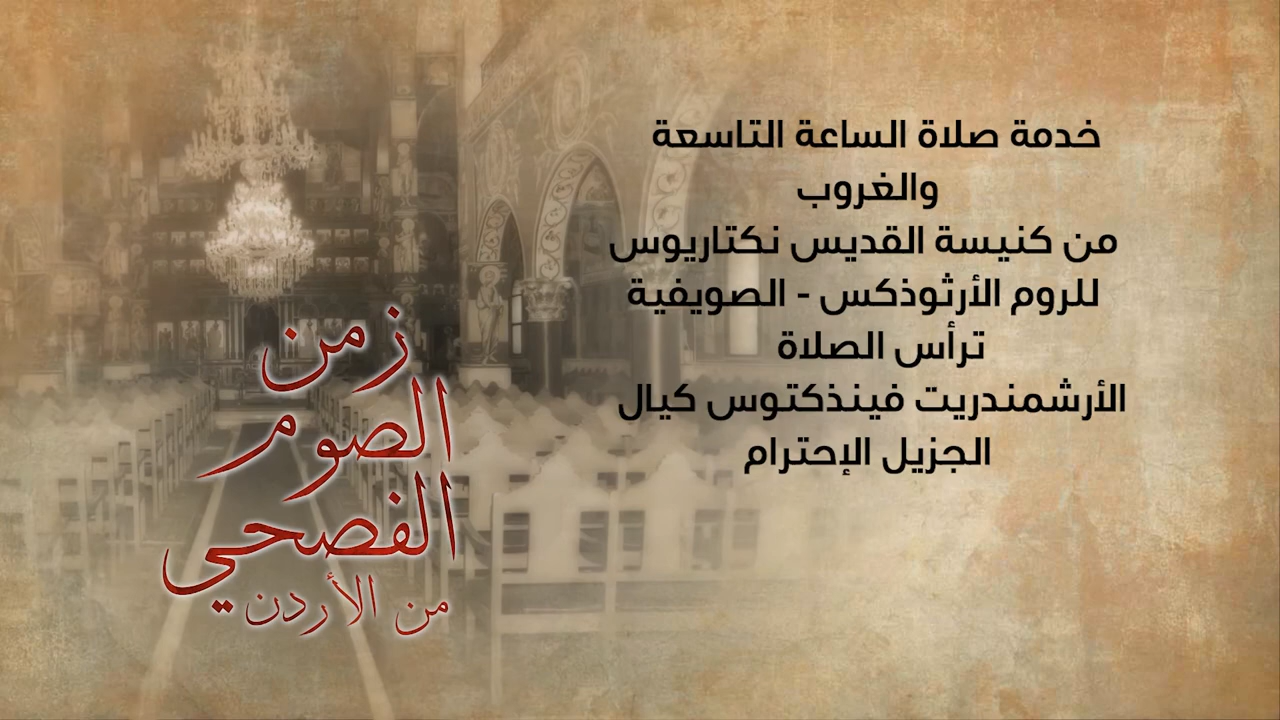 خدمة صلاة الساعة التاسعة
والغروب
من كنيسة القديس نكتاريوس
للروم الأرثوذكس - الصويفية
ترأس الصلاة
الأرشمندريت فينذكتوس كيال
الجزيل الإحترام
زمن
الصوم
الفصحي
من الأردن